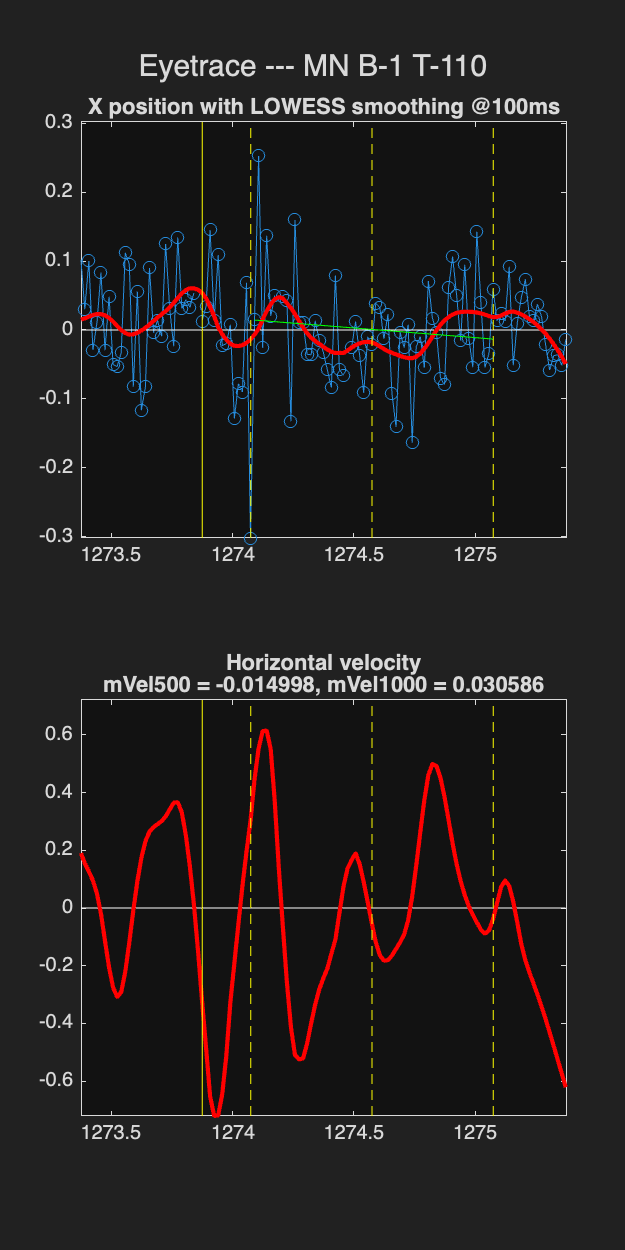 Eyetrace --- MN B-1 T-110
X position with LOWESS smoothing @100ms
0.3
0.2
0.1
0
-0.1
-0.2
-0.3
1273.5 1274 1274.5 1275
Horizontal velocity
mVel500 = -0.014998, mVel1000 = 0.030586
0.6
0.4
0.2
0
-0.2
-0.4
-0.6
1273.5 1274 1274.5 1275